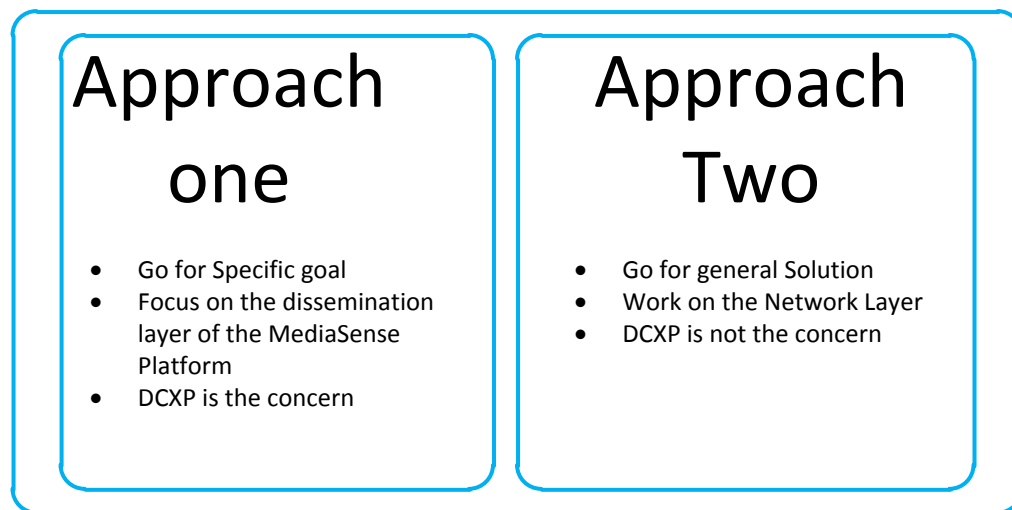 Approach
one
• Go for Specific goal
• Focus on the dissemination
layer of the MediaSense
Platform
• DCXP is the concern
Approach
Two
• Go for general Solution
• Work on the Network Layer
• DCXP is not the concern